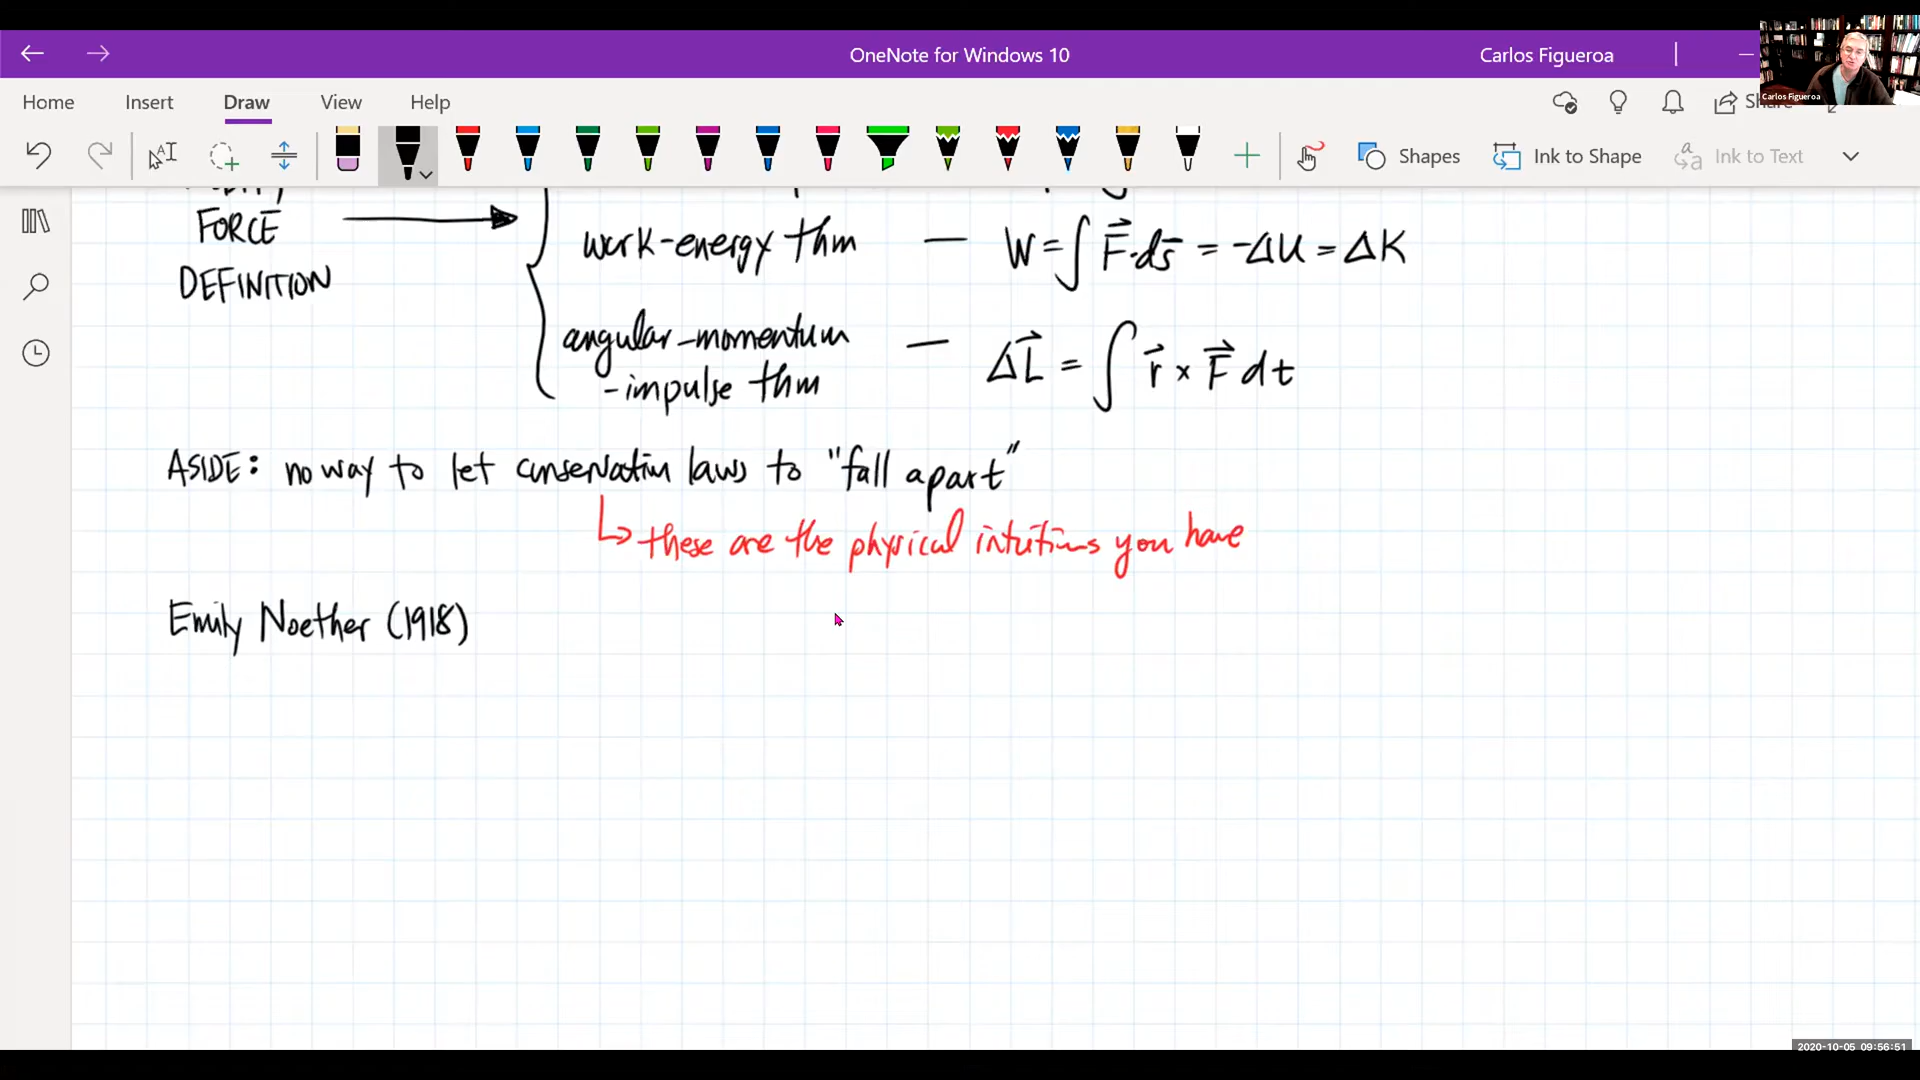 OneNote for Windows 10
Carlos Figueroa
Home Insert Draw View Help
Carlos Figueroa
Shapes Ink to Shape Ink to Text
FORCE
DEFINITION
work-energy thm — W = ∫ F⃗·ds⃗ = -ΔU = ΔK
angular-momentum
-impulse thm — ΔL⃗ = ∫ r⃗ × F⃗ dt
ASIDE: no way to let conservation laws to "fall apart"
↳ these are the physical intuitions you have
Emily Noether (1918)
2020-10-05 09:56:51